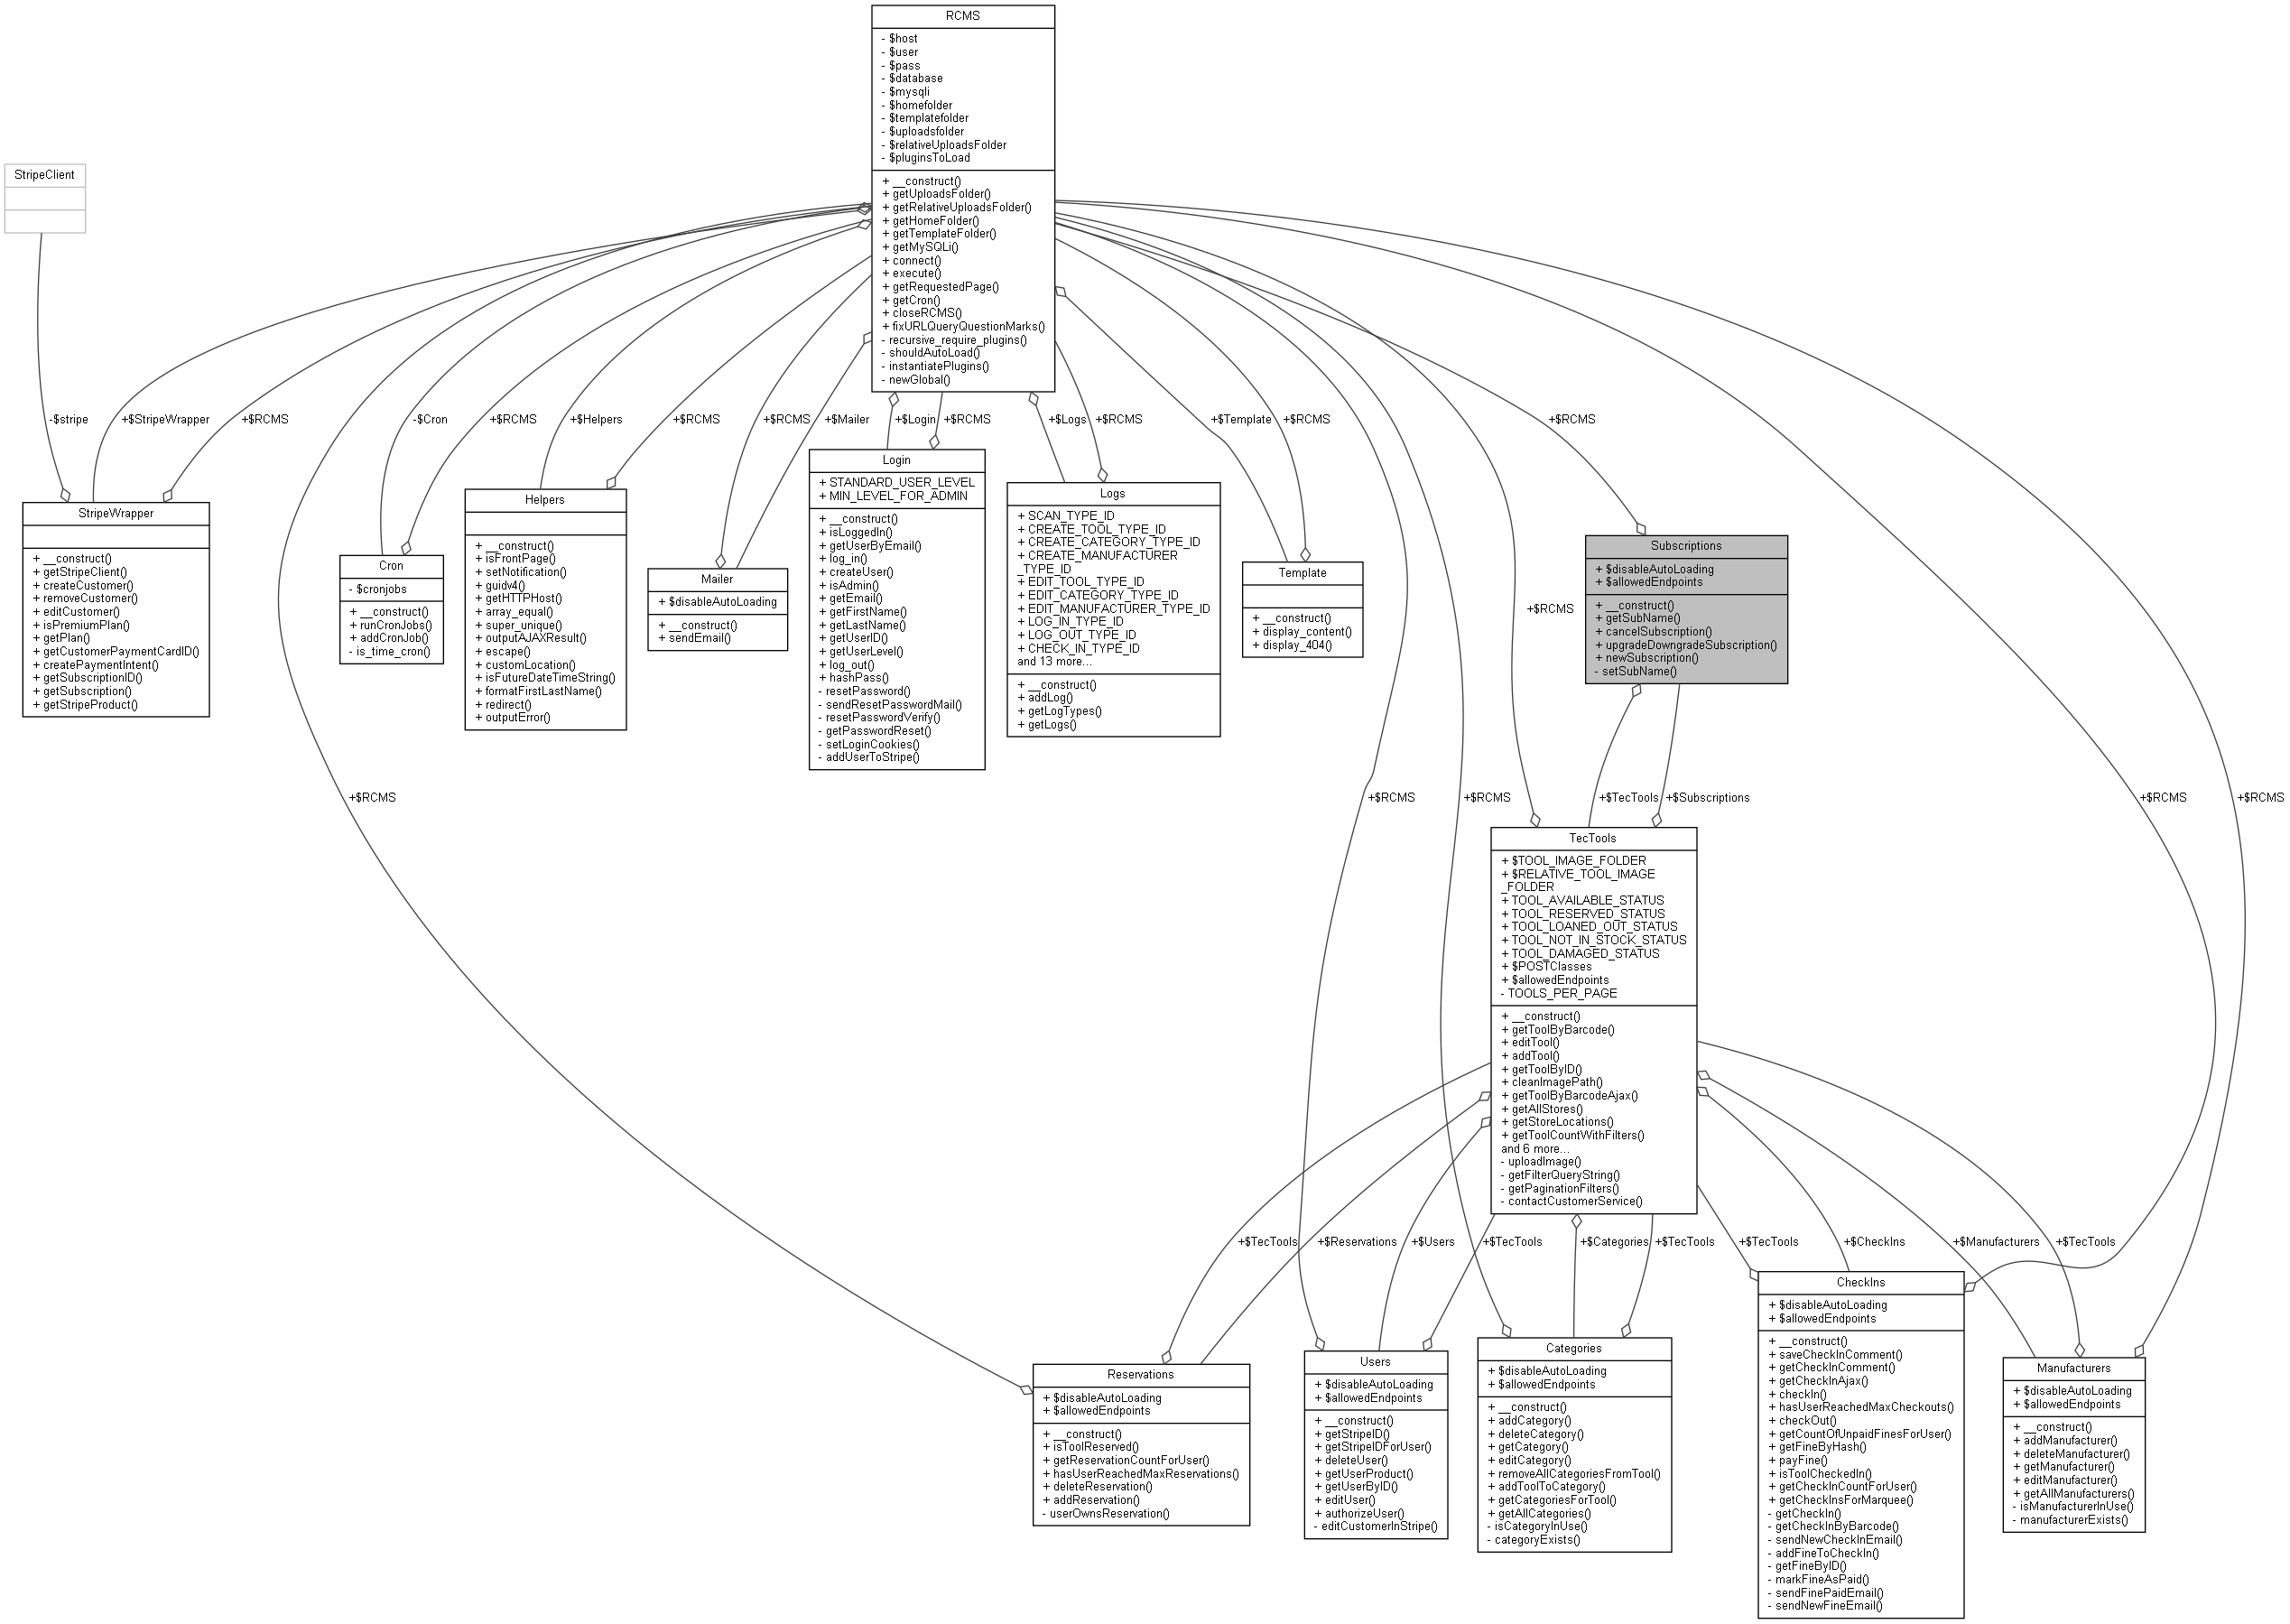 RCMS
- $host
- $user
- $pass
- $database
- $mysqli
- $homefolder
- $templatefolder
- $uploadsfolder
- $relativeUploadsFolder
- $pluginsToLoad
+ __construct()
+ getUploadsFolder()
+ getRelativeUploadsFolder()
+ getHomeFolder()
+ getTemplateFolder()
+ getMySQLi()
+ connect()
+ execute()
+ getRequestedPage()
+ getCron()
+ closeRCMS()
+ fixURLQueryQuestionMarks()
- recursive_require_plugins()
- shouldAutoLoad()
- instantiatePlugins()
- newGlobal()
StripeClient
-$stripe
+$StripeWrapper
+$RCMS
-$Cron
+$RCMS
+$Helpers
+$RCMS
+$RCMS
+$Mailer
+$Login
+$RCMS
+$Logs
+$RCMS
+$Template
+$RCMS
+$RCMS
StripeWrapper
+ __construct()
+ getStripeClient()
+ createCustomer()
+ removeCustomer()
+ editCustomer()
+ isPremiumPlan()
+ getPlan()
+ getCustomerPaymentCardID()
+ createPaymentIntent()
+ getSubscriptionID()
+ getSubscription()
+ getStripeProduct()
Cron
- $cronjobs
+ __construct()
+ runCronJobs()
+ addCronJob()
- is_time_cron()
Helpers
+ __construct()
+ isFrontPage()
+ setNotification()
+ guidv4()
+ getHTTPHost()
+ array_equal()
+ super_unique()
+ outputAJAXResult()
+ escape()
+ customLocation()
+ isFutureDateTimeString()
+ formatFirstLastName()
+ redirect()
+ outputError()
Mailer
+ $disableAutoLoading
+ __construct()
+ sendEmail()
Login
+ STANDARD_USER_LEVEL
+ MIN_LEVEL_FOR_ADMIN
+ __construct()
+ isLoggedIn()
+ getUserByEmail()
+ log_in()
+ createUser()
+ isAdmin()
+ getEmail()
+ getFirstName()
+ getLastName()
+ getUserID()
+ getUserLevel()
+ log_out()
+ hashPass()
- resetPassword()
- sendResetPasswordMail()
- resetPasswordVerify()
- getPasswordReset()
- setLoginCookies()
- addUserToStripe()
Logs
+ SCAN_TYPE_ID
+ CREATE_TOOL_TYPE_ID
+ CREATE_CATEGORY_TYPE_ID
+ CREATE_MANUFACTURER
_TYPE_ID
+ EDIT_TOOL_TYPE_ID
+ EDIT_CATEGORY_TYPE_ID
+ EDIT_MANUFACTURER_TYPE_ID
+ LOG_IN_TYPE_ID
+ LOG_OUT_TYPE_ID
+ CHECK_IN_TYPE_ID
and 13 more...
+ __construct()
+ addLog()
+ getLogTypes()
+ getLogs()
Template
+ __construct()
+ display_content()
+ display_404()
+$RCMS
Subscriptions
+ $disableAutoLoading
+ $allowedEndpoints
+ __construct()
+ getSubName()
+ cancelSubscription()
+ upgradeDowngradeSubscription()
+ newSubscription()
- setSubName()
+$RCMS
+$RCMS
+$RCMS
+$TecTools
+$Subscriptions
+$RCMS
+$RCMS
TecTools
+ $TOOL_IMAGE_FOLDER
+ $RELATIVE_TOOL_IMAGE
_FOLDER
+ TOOL_AVAILABLE_STATUS
+ TOOL_RESERVED_STATUS
+ TOOL_LOANED_OUT_STATUS
+ TOOL_NOT_IN_STOCK_STATUS
+ TOOL_DAMAGED_STATUS
+ $POSTClasses
+ $allowedEndpoints
- TOOLS_PER_PAGE
+ __construct()
+ getToolByBarcode()
+ editTool()
+ addTool()
+ getToolByID()
+ cleanImagePath()
+ getToolByBarcodeAjax()
+ getAllStores()
+ getStoreLocations()
+ getToolCountWithFilters()
and 6 more...
- uploadImage()
- getFilterQueryString()
- getPaginationFilters()
- contactCustomerService()
+$TecTools
+$Reservations
+$Users
+$TecTools
+$Categories
+$TecTools
+$TecTools
+$CheckIns
+$Manufacturers
+$TecTools
Reservations
+ $disableAutoLoading
+ $allowedEndpoints
+ __construct()
+ isToolReserved()
+ getReservationCountForUser()
+ hasUserReachedMaxReservations()
+ deleteReservation()
+ addReservation()
- userOwnsReservation()
Users
+ $disableAutoLoading
+ $allowedEndpoints
+ __construct()
+ getStripeID()
+ getStripeIDForUser()
+ deleteUser()
+ getUserProduct()
+ getUserByID()
+ editUser()
+ authorizeUser()
- editCustomerInStripe()
Categories
+ $disableAutoLoading
+ $allowedEndpoints
+ __construct()
+ addCategory()
+ deleteCategory()
+ getCategory()
+ editCategory()
+ removeAllCategoriesFromTool()
+ addToolToCategory()
+ getCategoriesForTool()
+ getAllCategories()
- isCategoryInUse()
- categoryExists()
CheckIns
+ $disableAutoLoading
+ $allowedEndpoints
+ __construct()
+ saveCheckInComment()
+ getCheckInComment()
+ getCheckInAjax()
+ checkIn()
+ hasUserReachedMaxCheckouts()
+ checkOut()
+ getCountOfUnpaidFinesForUser()
+ getFineByHash()
+ payFine()
+ isToolCheckedIn()
+ getCheckInCountForUser()
+ getCheckInsForMarquee()
- getCheckIn()
- getCheckInByBarcode()
- sendNewCheckInEmail()
- addFineToCheckIn()
- getFineByID()
- markFineAsPaid()
- sendFinePaidEmail()
- sendNewFineEmail()
Manufacturers
+ $disableAutoLoading
+ $allowedEndpoints
+ __construct()
+ addManufacturer()
+ deleteManufacturer()
+ getManufacturer()
+ editManufacturer()
+ getAllManufacturers()
- isManufacturerInUse()
- manufacturerExists()